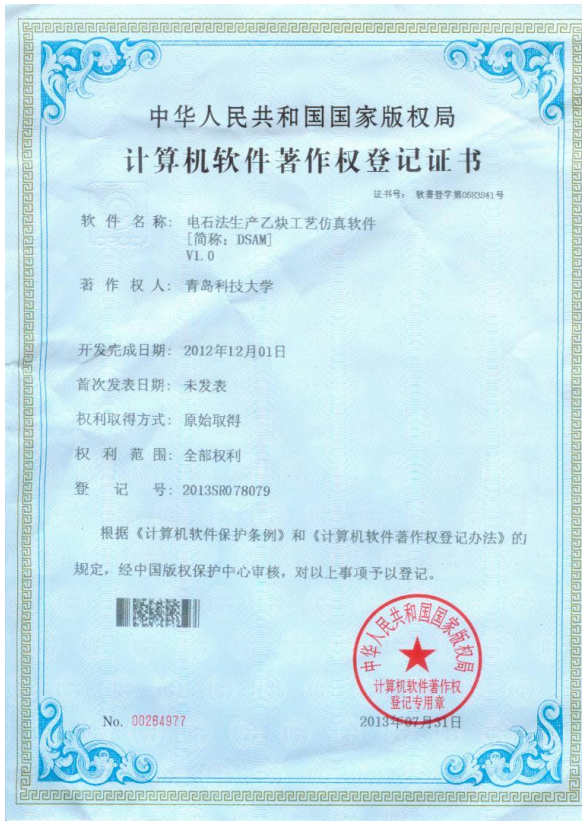 中华人民共和国国家版权局
计算机软件著作权登记证书
证书号： 软著登字第0583841号
软 件 名 称： 电石法生产乙炔工艺仿真软件
[简称：DSAM]
V1.0
著 作 权 人： 青岛科技大学
开发完成日期： 2012年12月01日
首次发表日期： 未发表
权利取得方式： 原始取得
权 利 范 围： 全部权利
登 记 号： 2013SR078079
根据《计算机软件保护条例》和《计算机软件著作权登记办法》的
规定，经中国版权保护中心审核，对以上事项予以登记。
中华人民共和国国家版权局
计算机软件著作权
登记专用章
No. 00264977
2013年07月31日